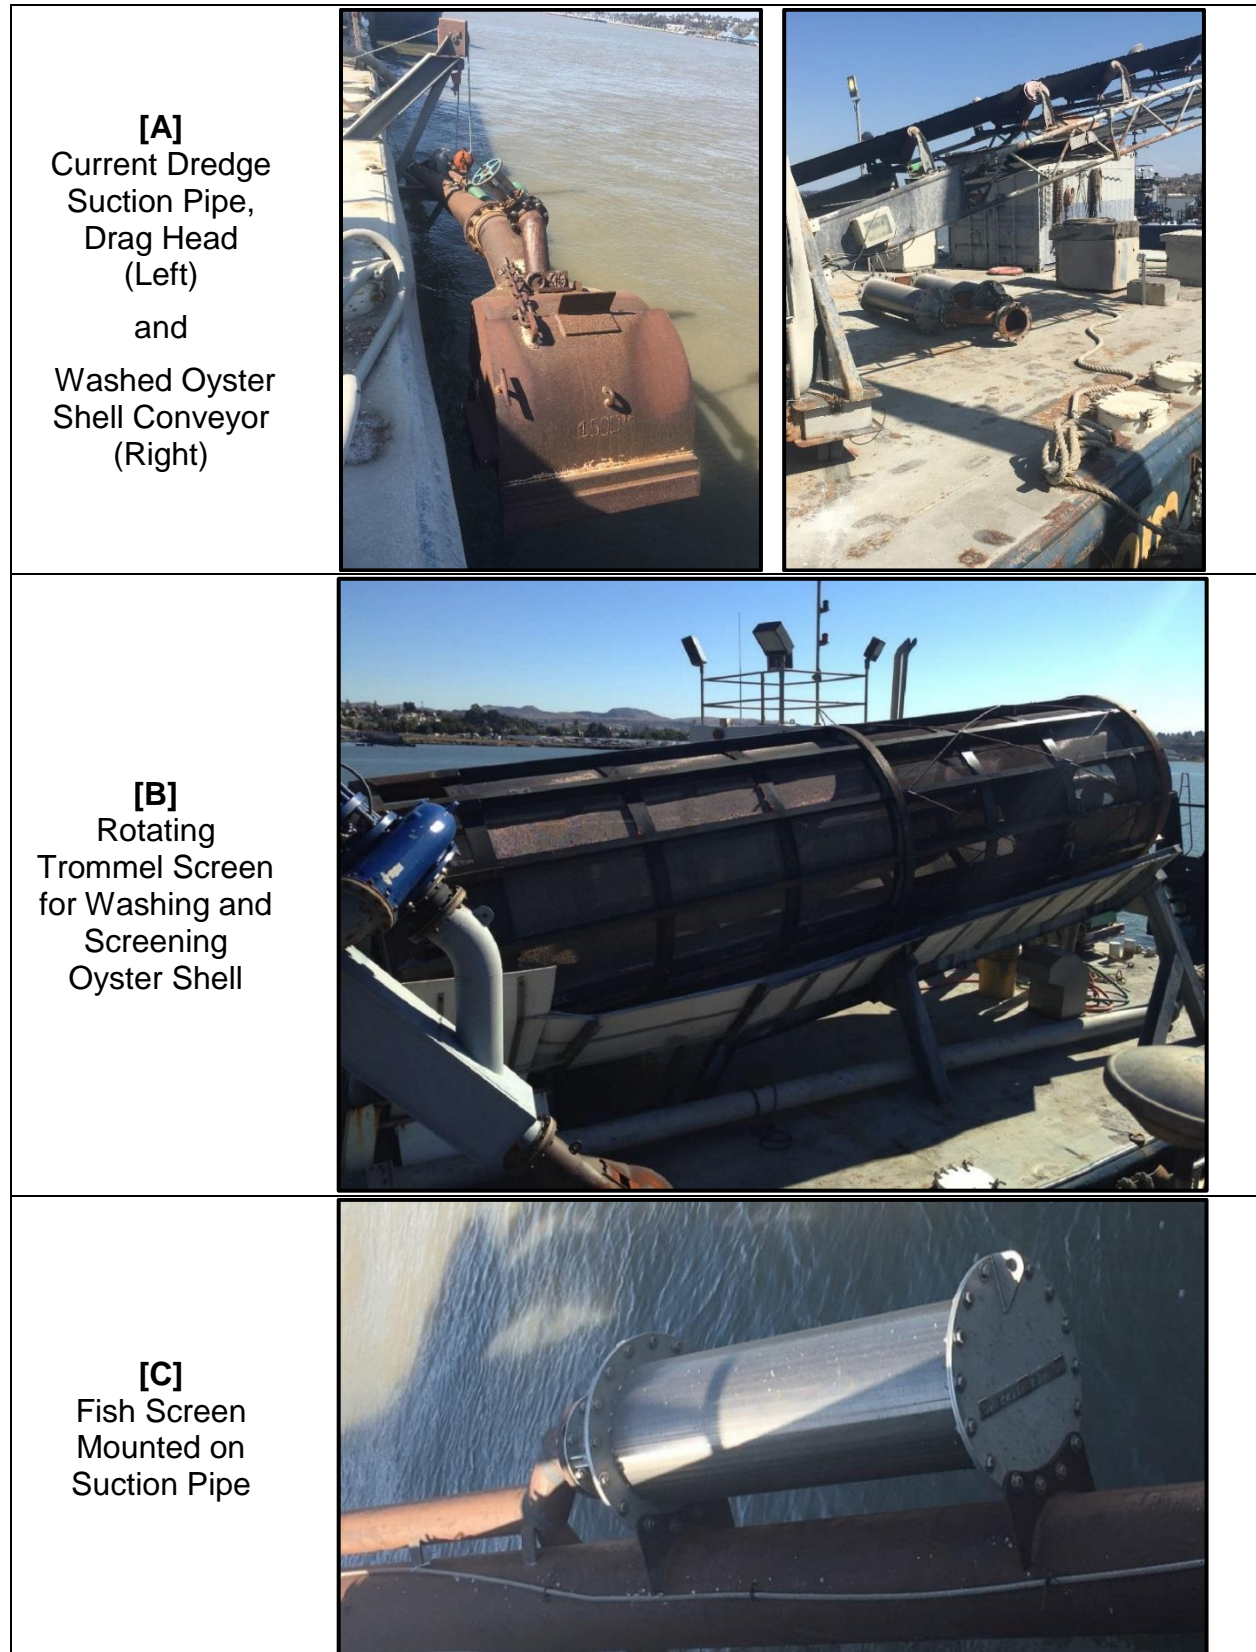 [A]
Current Dredge
Suction Pipe,
Drag Head
(Left)
and
Washed Oyster
Shell Conveyor
(Right)
1500#
[B]
Rotating
Trommel Screen
for Washing and
Screening
Oyster Shell
[C]
Fish Screen
Mounted on
Suction Pipe